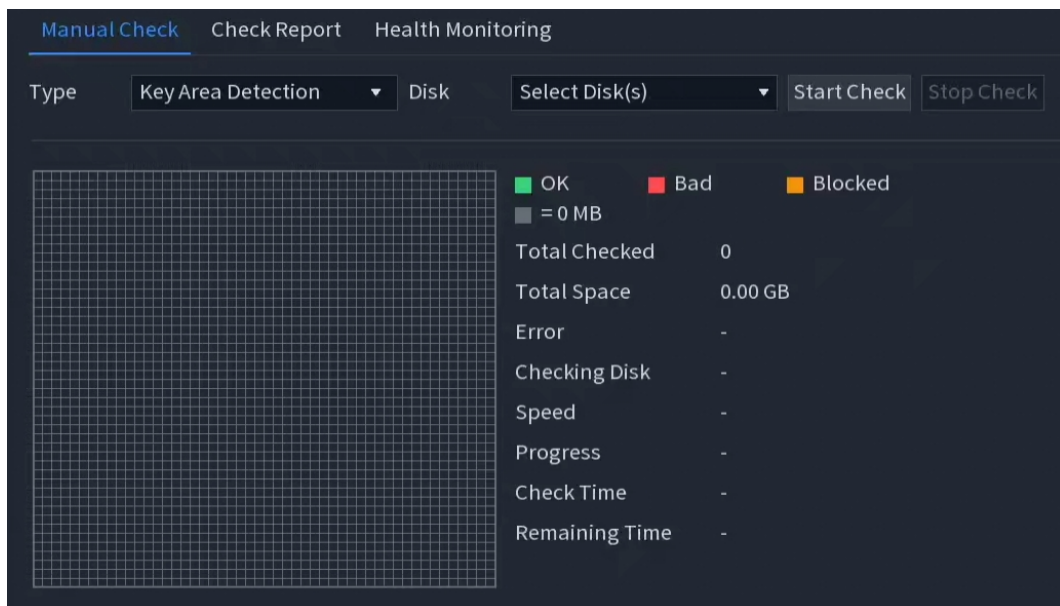 Manual Check Check Report Health Monitoring
Type Key Area Detection Disk Select Disk(s) Start Check Stop Check
OK Bad Blocked
= 0 MB
Total Checked 0
Total Space 0.00 GB
Error -
Checking Disk -
Speed -
Progress -
Check Time -
Remaining Time -